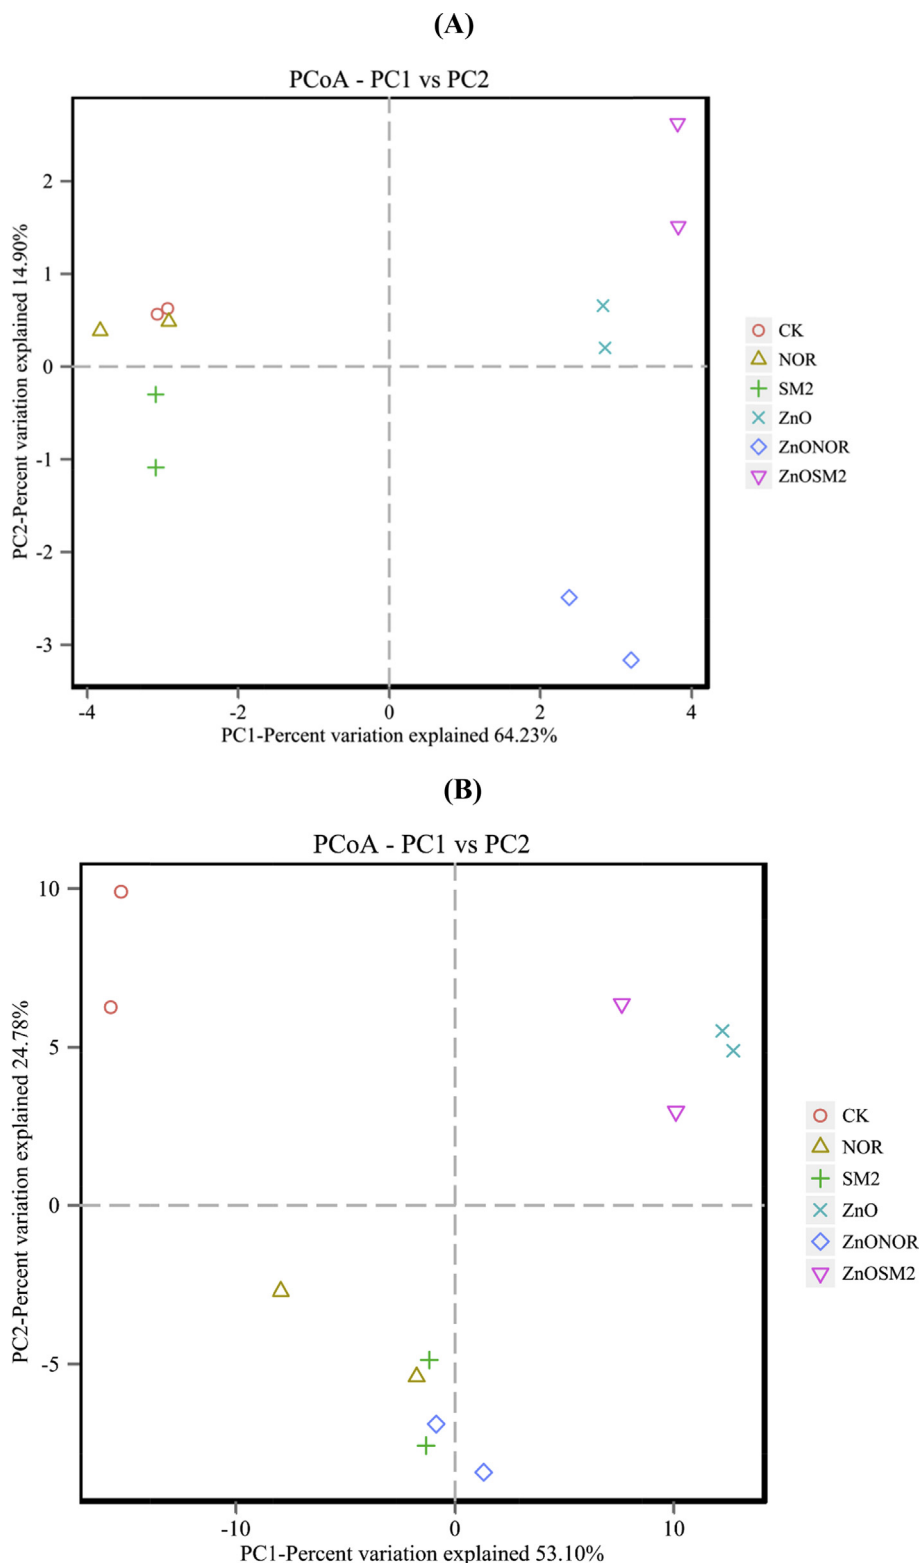 (A)
PCoA - PC1 vs PC2
PC2-Percent variation explained 14.90%
2
1
0
-1
-2
-3
-4
-2
0
2
4
PC1-Percent variation explained 64.23%
CK
NOR
SM2
ZnO
ZnONOR
ZnOSM2
(B)
PCoA - PC1 vs PC2
PC2-Percent variation explained 24.78%
10
5
0
-5
-10
0
10
PC1-Percent variation explained 53.10%
CK
NOR
SM2
ZnO
ZnONOR
ZnOSM2